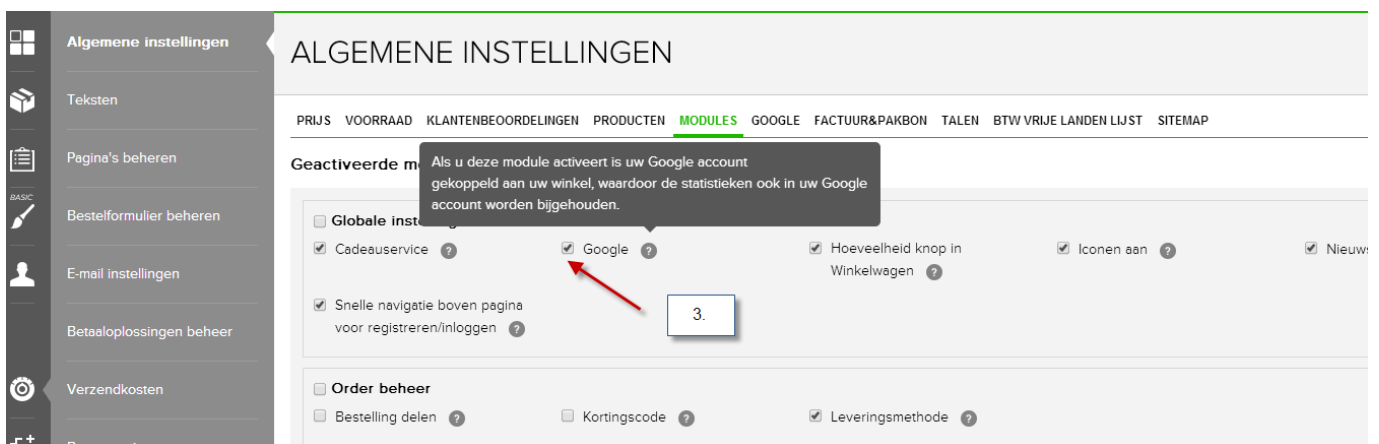 Algemene instellingen
ALGEMENE INSTELLINGEN
Teksten
PRIJS VOORRAAD KLANTENBEOORDELINGEN PRODUCTEN MODULES GOOGLE FACTUUR&PAKBON TALEN BTW VRIJE LANDEN LIJST SITEMAP
Pagina's beheren
Geactiveerde m
Als u deze module activeert is uw Google account
gekoppeld aan uw winkel, waardoor de statistieken ook in uw Google
account worden bijgehouden.
BASIC
Bestelformulier beheren
Globale inst
Cadeauservice ?
Google ?
Hoeveelheid knop in
Winkelwagen ?
Iconen aan ?
Nieuws
E-mail instellingen
Snelle navigatie boven pagina
voor registreren/inloggen ?
3.
Betaaloplossingen beheer
Verzendkosten
Order beheer
Bestelling delen ?
Kortingscode ?
Leveringsmethode ?